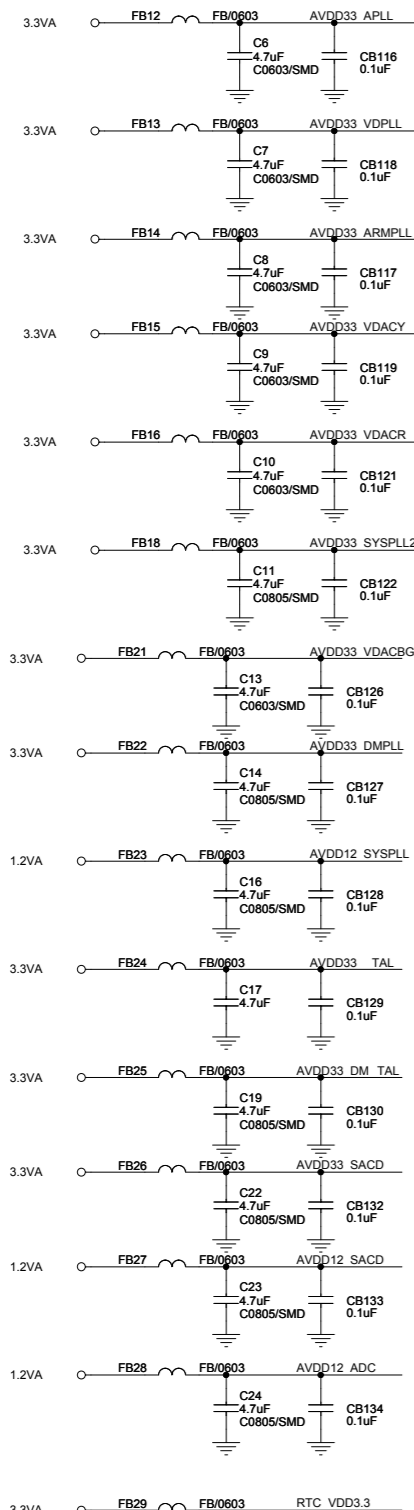 3.3VA FB12 FB/0603 AVDD33 APLL
C6
4.7uF
C0603/SMD
CB116
0.1uF
3.3VA FB13 FB/0603 AVDD33 VDPLL
C7
4.7uF
C0603/SMD
CB118
0.1uF
3.3VA FB14 FB/0603 AVDD33 ARMPLL
C8
4.7uF
C0603/SMD
CB117
0.1uF
3.3VA FB15 FB/0603 AVDD33 VDACY
C9
4.7uF
C0603/SMD
CB119
0.1uF
3.3VA FB16 FB/0603 AVDD33 VDACR
C10
4.7uF
C0603/SMD
CB121
0.1uF
3.3VA FB18 FB/0603 AVDD33 SYSPLL2
C11
4.7uF
C0805/SMD
CB122
0.1uF
3.3VA FB21 FB/0603 AVDD33 VDACBG
C13
4.7uF
C0603/SMD
CB126
0.1uF
3.3VA FB22 FB/0603 AVDD33 DMPLL
C14
4.7uF
C0805/SMD
CB127
0.1uF
1.2VA FB23 FB/0603 AVDD12 SYSPLL
C16
4.7uF
C0805/SMD
CB128
0.1uF
3.3VA FB24 FB/0603 AVDD33 TAL
C17
4.7uF
CB129
0.1uF
3.3VA FB25 FB/0603 AVDD33 DM TAL
C19
4.7uF
C0805/SMD
CB130
0.1uF
3.3VA FB26 FB/0603 AVDD33 SACD
C22
4.7uF
C0805/SMD
CB132
0.1uF
1.2VA FB27 FB/0603 AVDD12 SACD
C23
4.7uF
C0805/SMD
CB133
0.1uF
1.2VA FB28 FB/0603 AVDD12 ADC
C24
4.7uF
C0805/SMD
CB134
0.1uF
3.3VA FB29 FB/0603 RTC VDD3.3